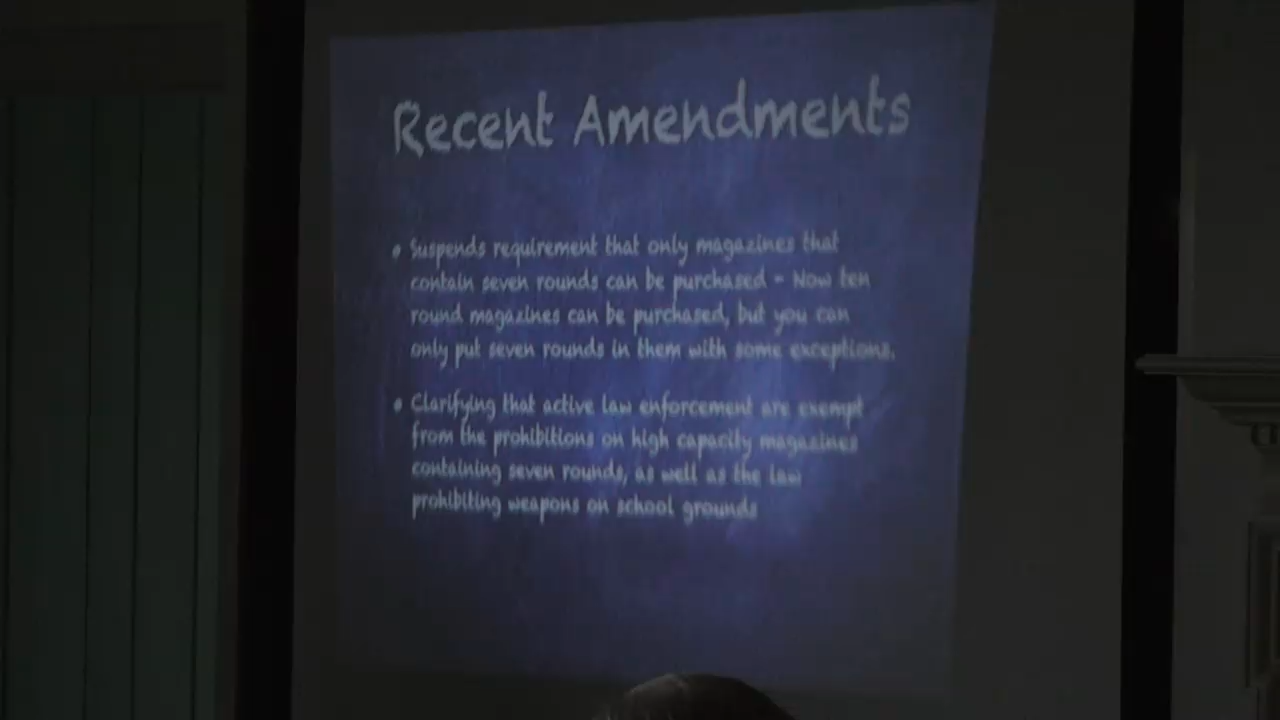 Recent Amendments
• Suspends requirement that only magazines that
contain seven rounds can be purchased - Now ten
round magazines can be purchased, but you can
only put seven rounds in them with some exceptions.
• Clarifying that active law enforcement are exempt
from the prohibitions on high capacity magazines
containing seven rounds, as well as the law
prohibiting weapons on school grounds